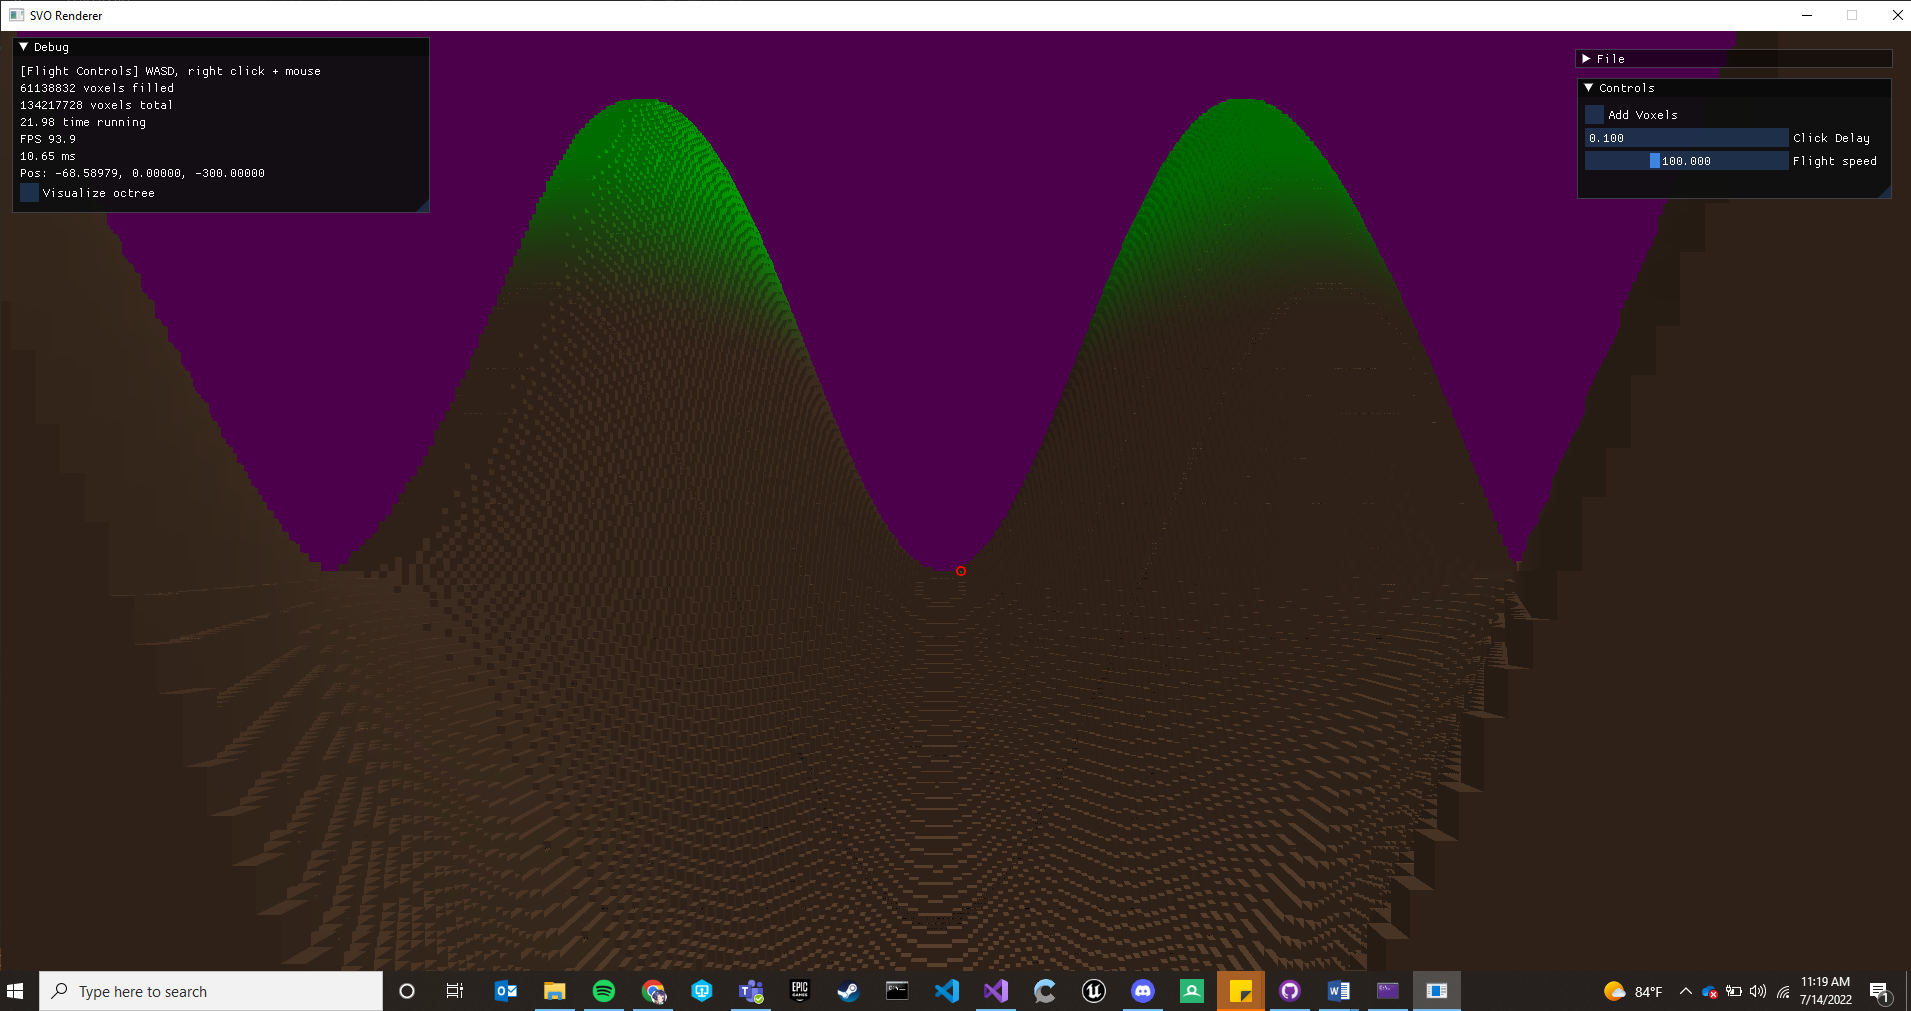 SVO Renderer
Debug
[Flight Controls] WASD, right click + mouse
61138832 voxels filled
134217728 voxels total
21.98 time running
FPS 93.9
10.65 ms
Pos: -68.58979, 0.00000, -300.00000
Visualize octree
File
Controls
Add Voxels
0.100 Click Delay
100.000 Flight speed
Type here to search
EPIC GAMES
84°F
11:19 AM
7/14/2022
1